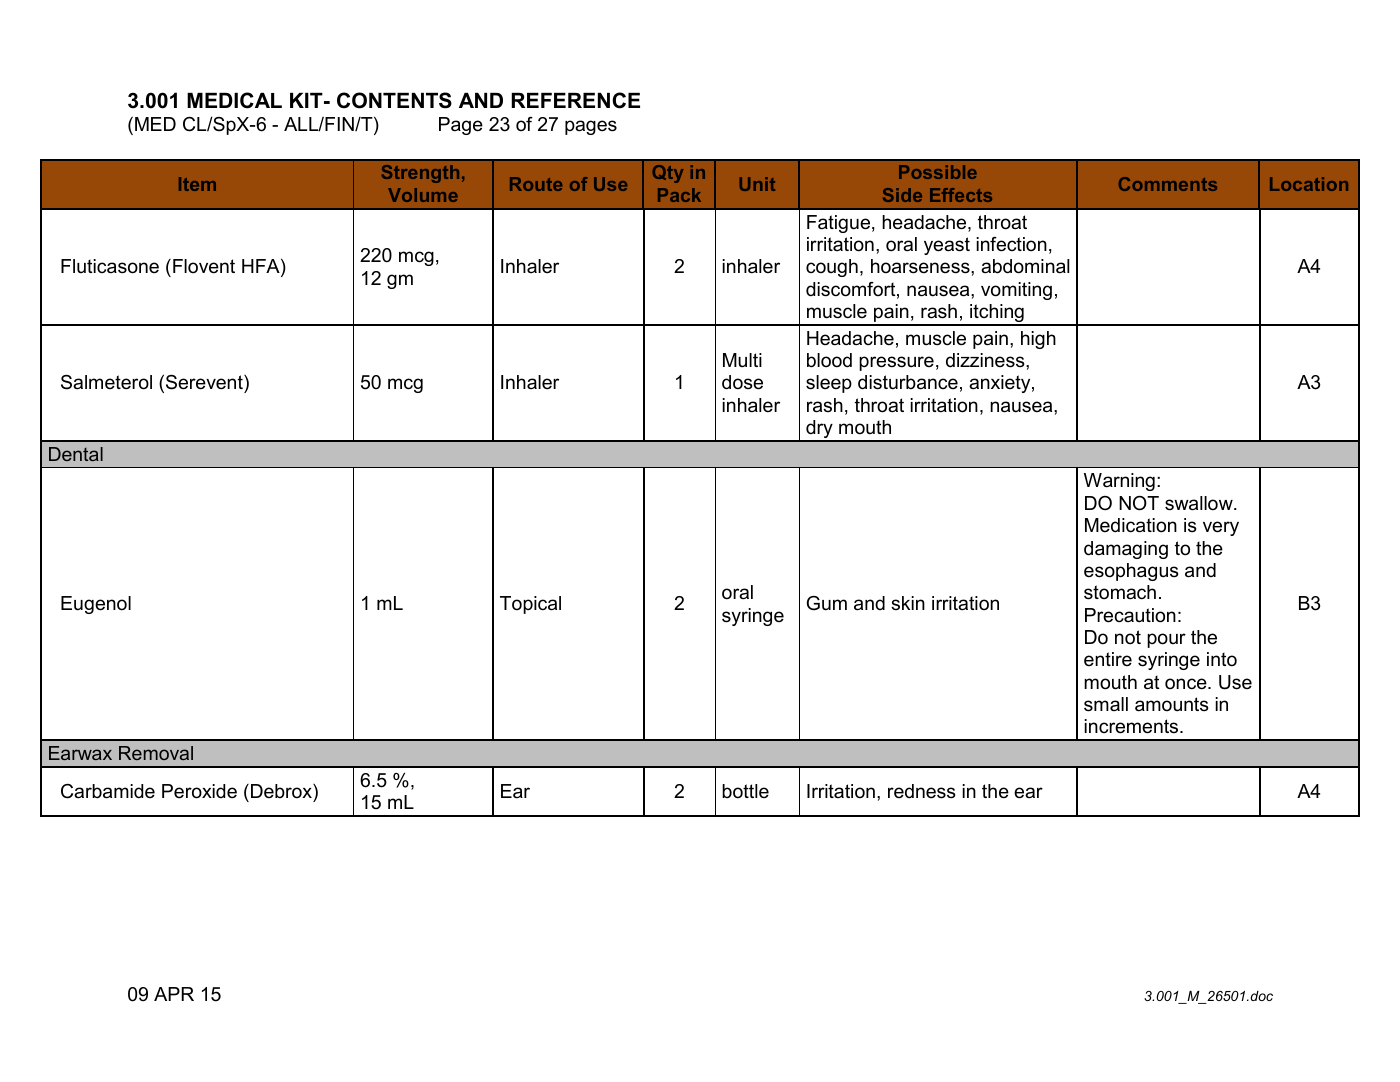 3.001 MEDICAL KIT- CONTENTS AND REFERENCE
(MED CL/SpX-6 - ALL/FIN/T) Page 23 of 27 pages
Item
Strength,
Volume
Route of Use
Qty in
Pack
Unit
Possible
Side Effects
Comments
Location
Fluticasone (Flovent HFA)
220 mcg,
12 gm
Inhaler
2
inhaler
Fatigue, headache, throat
irritation, oral yeast infection,
cough, hoarseness, abdominal
discomfort, nausea, vomiting,
muscle pain, rash, itching
A4
Salmeterol (Serevent)
50 mcg
Inhaler
1
Multi
dose
inhaler
Headache, muscle pain, high
blood pressure, dizziness,
sleep disturbance, anxiety,
rash, throat irritation, nausea,
dry mouth
A3
Dental
Eugenol
1 mL
Topical
2
oral
syringe
Gum and skin irritation
Warning:
DO NOT swallow.
Medication is very
damaging to the
esophagus and
stomach.
Precaution:
Do not pour the
entire syringe into
mouth at once. Use
small amounts in
increments.
B3
Earwax Removal
Carbamide Peroxide (Debrox)
6.5 %,
15 mL
Ear
2
bottle
Irritation, redness in the ear
A4
09 APR 15
3.001_M_26501.doc